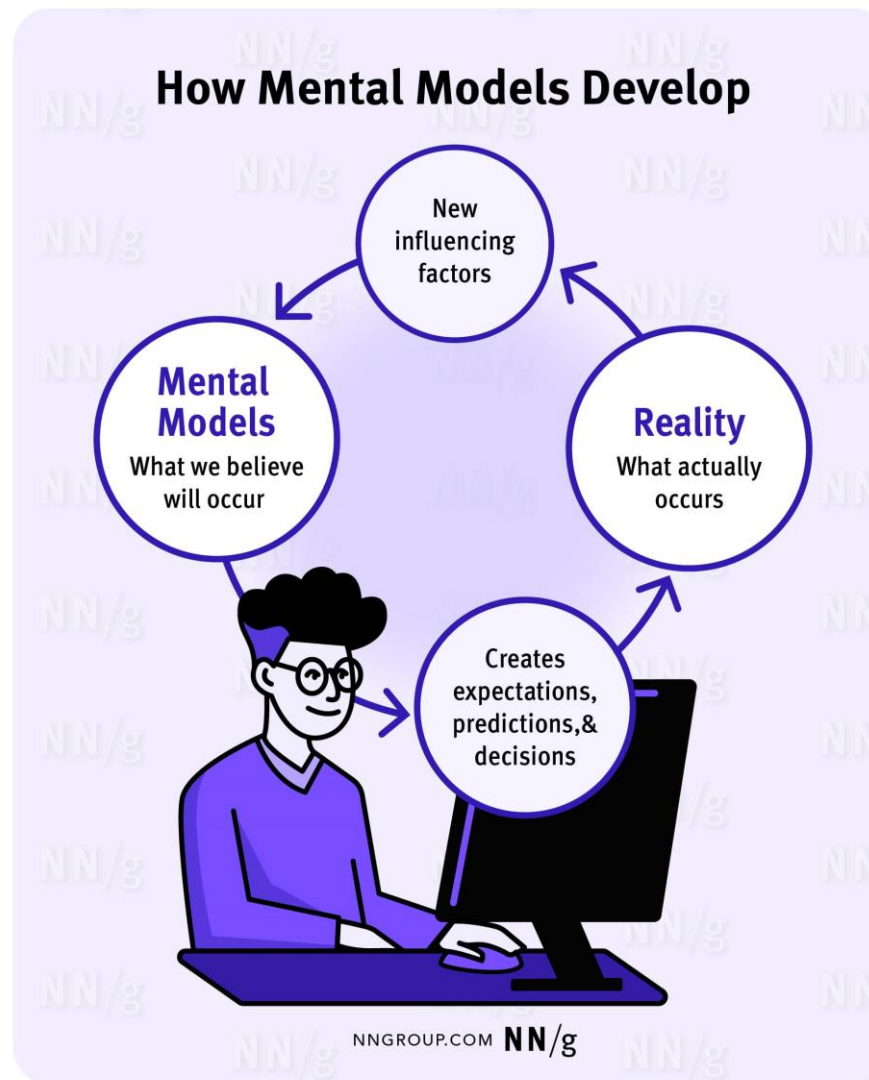 How Mental Models Develop
New
influencing
factors
Mental
Models
What we believe
will occur
Reality
What actually
occurs
Creates
expectations,
predictions,&
decisions
NNGROUP.COM NN/g